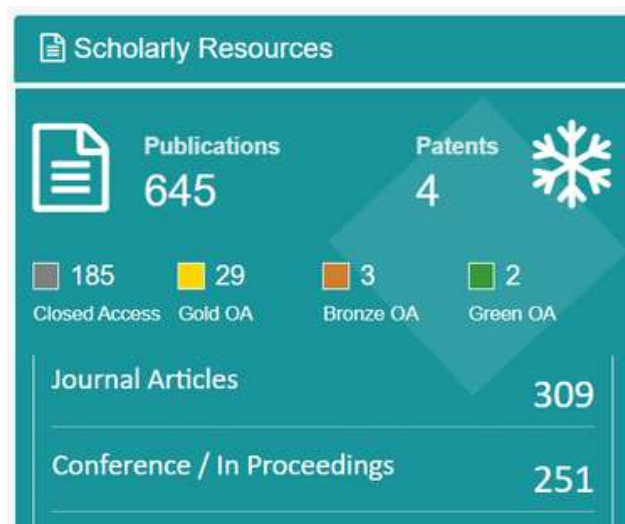 Scholarly Resources
Publications Patents
645 4
185 29 3 2
Closed Access Gold OA Bronze OA Green OA
Journal Articles 309
Conference / In Proceedings 251